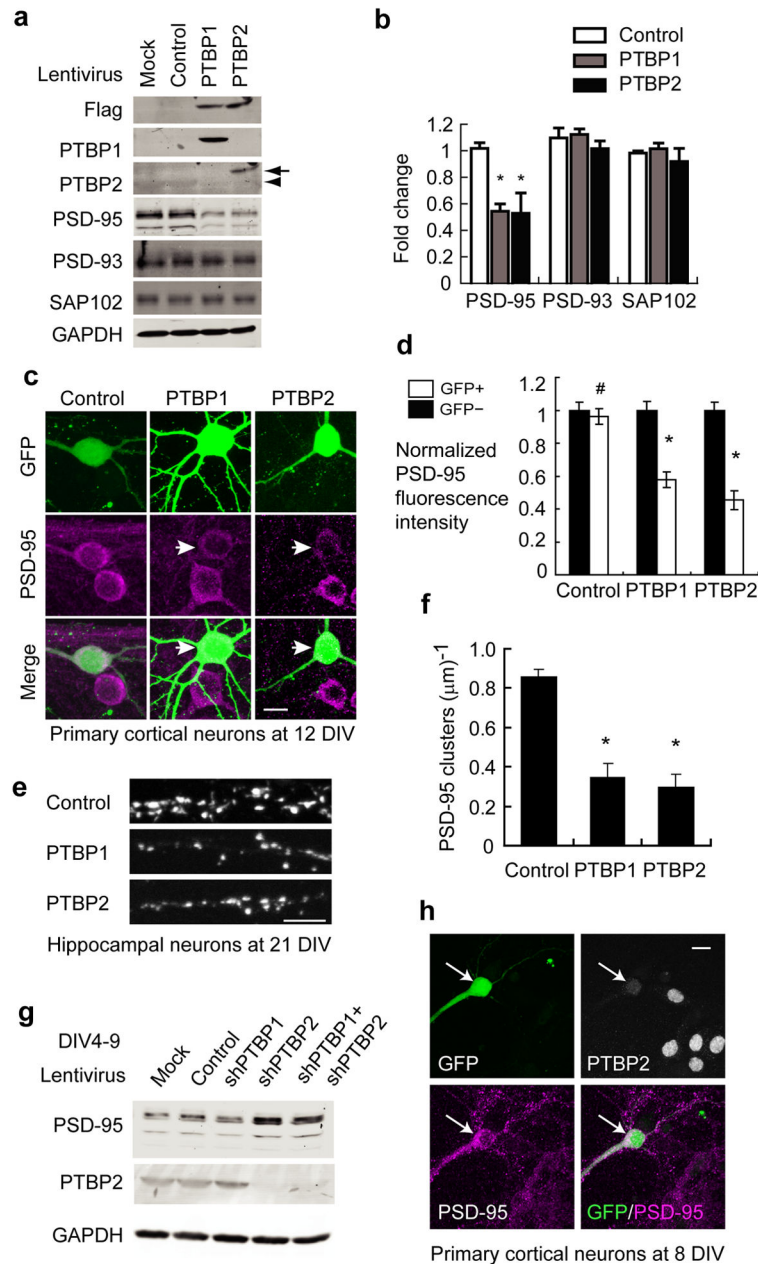 a
Lentivirus
Mock
Control
PTBP1
PTBP2
Flag
PTBP1
PTBP2
PSD-95
PSD-93
SAP102
GAPDH
b
Control
PTBP1
PTBP2
Fold change
1.2
1
0.8
0.6
0.4
0.2
0
* *
PSD-95 PSD-93 SAP102
c
Control PTBP1 PTBP2
GFP
PSD-95
Merge
Primary cortical neurons at 12 DIV
d
GFP+
GFP–
Normalized
PSD-95
fluorescence
intensity
1.2
1
0.8
0.6
0.4
0.2
0
#
*
*
Control PTBP1 PTBP2
e
Control
PTBP1
PTBP2
Hippocampal neurons at 21 DIV
f
PSD-95 clusters (μm)-1
1.0
0.8
0.6
0.4
0.2
0
* *
Control PTBP1 PTBP2
g
DIV4-9
Lentivirus
Mock
Control
shPTBP1
shPTBP2
shPTBP1+
shPTBP2
PSD-95
PTBP2
GAPDH
h
GFP
PTBP2
PSD-95
GFP/PSD-95
Primary cortical neurons at 8 DIV